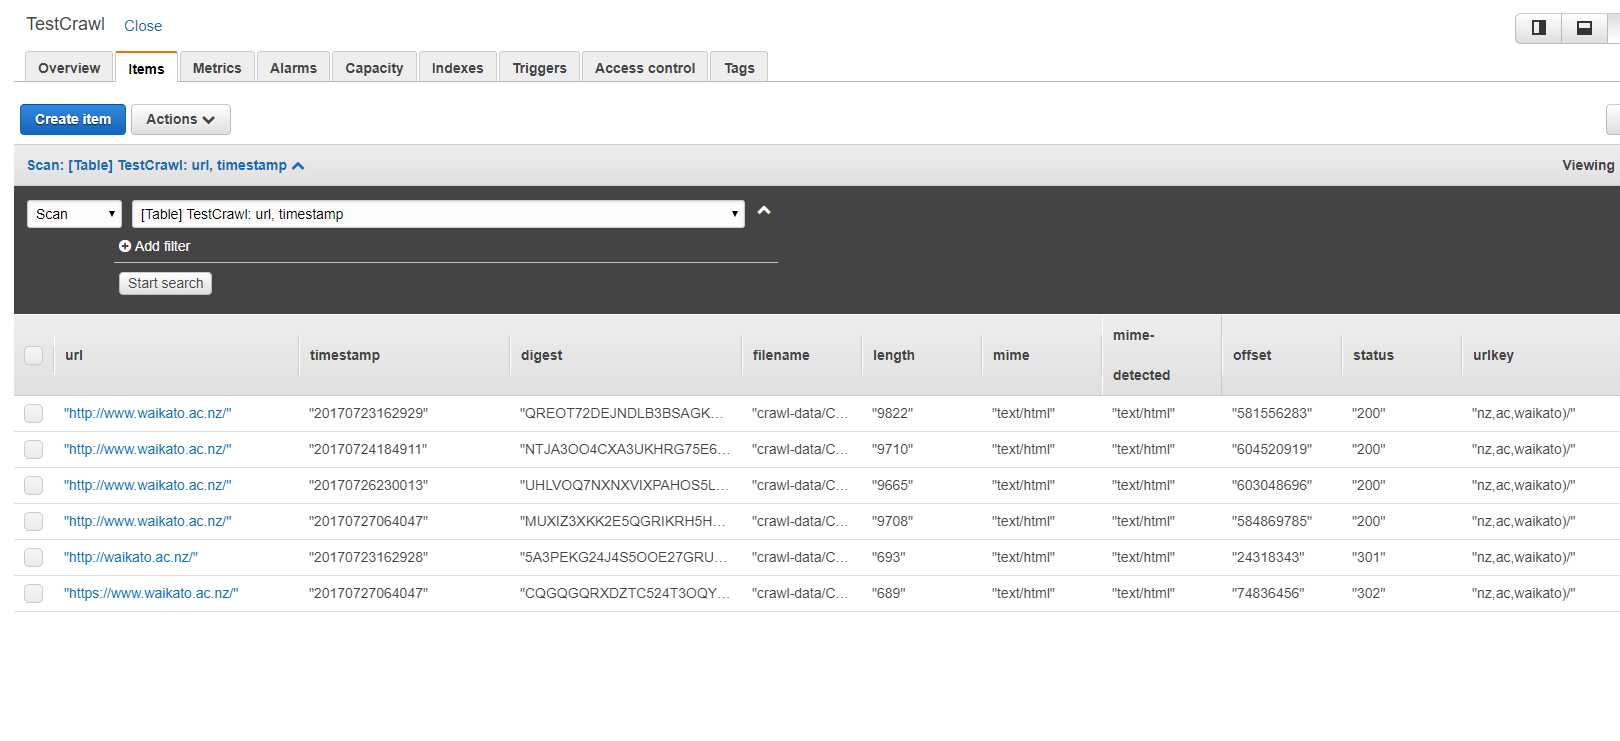 TestCrawl Close
Overview Items Metrics Alarms Capacity Indexes Triggers Access control Tags
Create item Actions
Scan: [Table] TestCrawl: url, timestamp Viewing
Scan [Table] TestCrawl: url, timestamp
Add filter
Start search
url timestamp digest filename length mime mime-detected offset status urlkey
"http://www.waikato.ac.nz/" "20170723162929" "QREOT72DEJNDLB3BSAGK… "crawl-data/C… "9822" "text/html" "text/html" "581556283" "200" "nz,ac,waikato)/"
"http://www.waikato.ac.nz/" "20170724184911" "NTJA3OO4CXA3UKHRG75E6… "crawl-data/C… "9710" "text/html" "text/html" "604520919" "200" "nz,ac,waikato)/"
"http://www.waikato.ac.nz/" "20170726230013" "UHLVOQ7NXNXVIXPAHOS5L… "crawl-data/C… "9665" "text/html" "text/html" "603048696" "200" "nz,ac,waikato)/"
"http://www.waikato.ac.nz/" "20170727064047" "MUXIZ3XKK2E5QGRIKRH5H… "crawl-data/C… "9708" "text/html" "text/html" "584869785" "200" "nz,ac,waikato)/"
"http://waikato.ac.nz/" "20170723162928" "5A3PEKG24J4S5OOE27GRU… "crawl-data/C… "693" "text/html" "text/html" "24318343" "301" "nz,ac,waikato)/"
"https://www.waikato.ac.nz/" "20170727064047" "CQGQGQRXDZTC524T3OQY… "crawl-data/C… "689" "text/html" "text/html" "74836456" "302" "nz,ac,waikato)/"